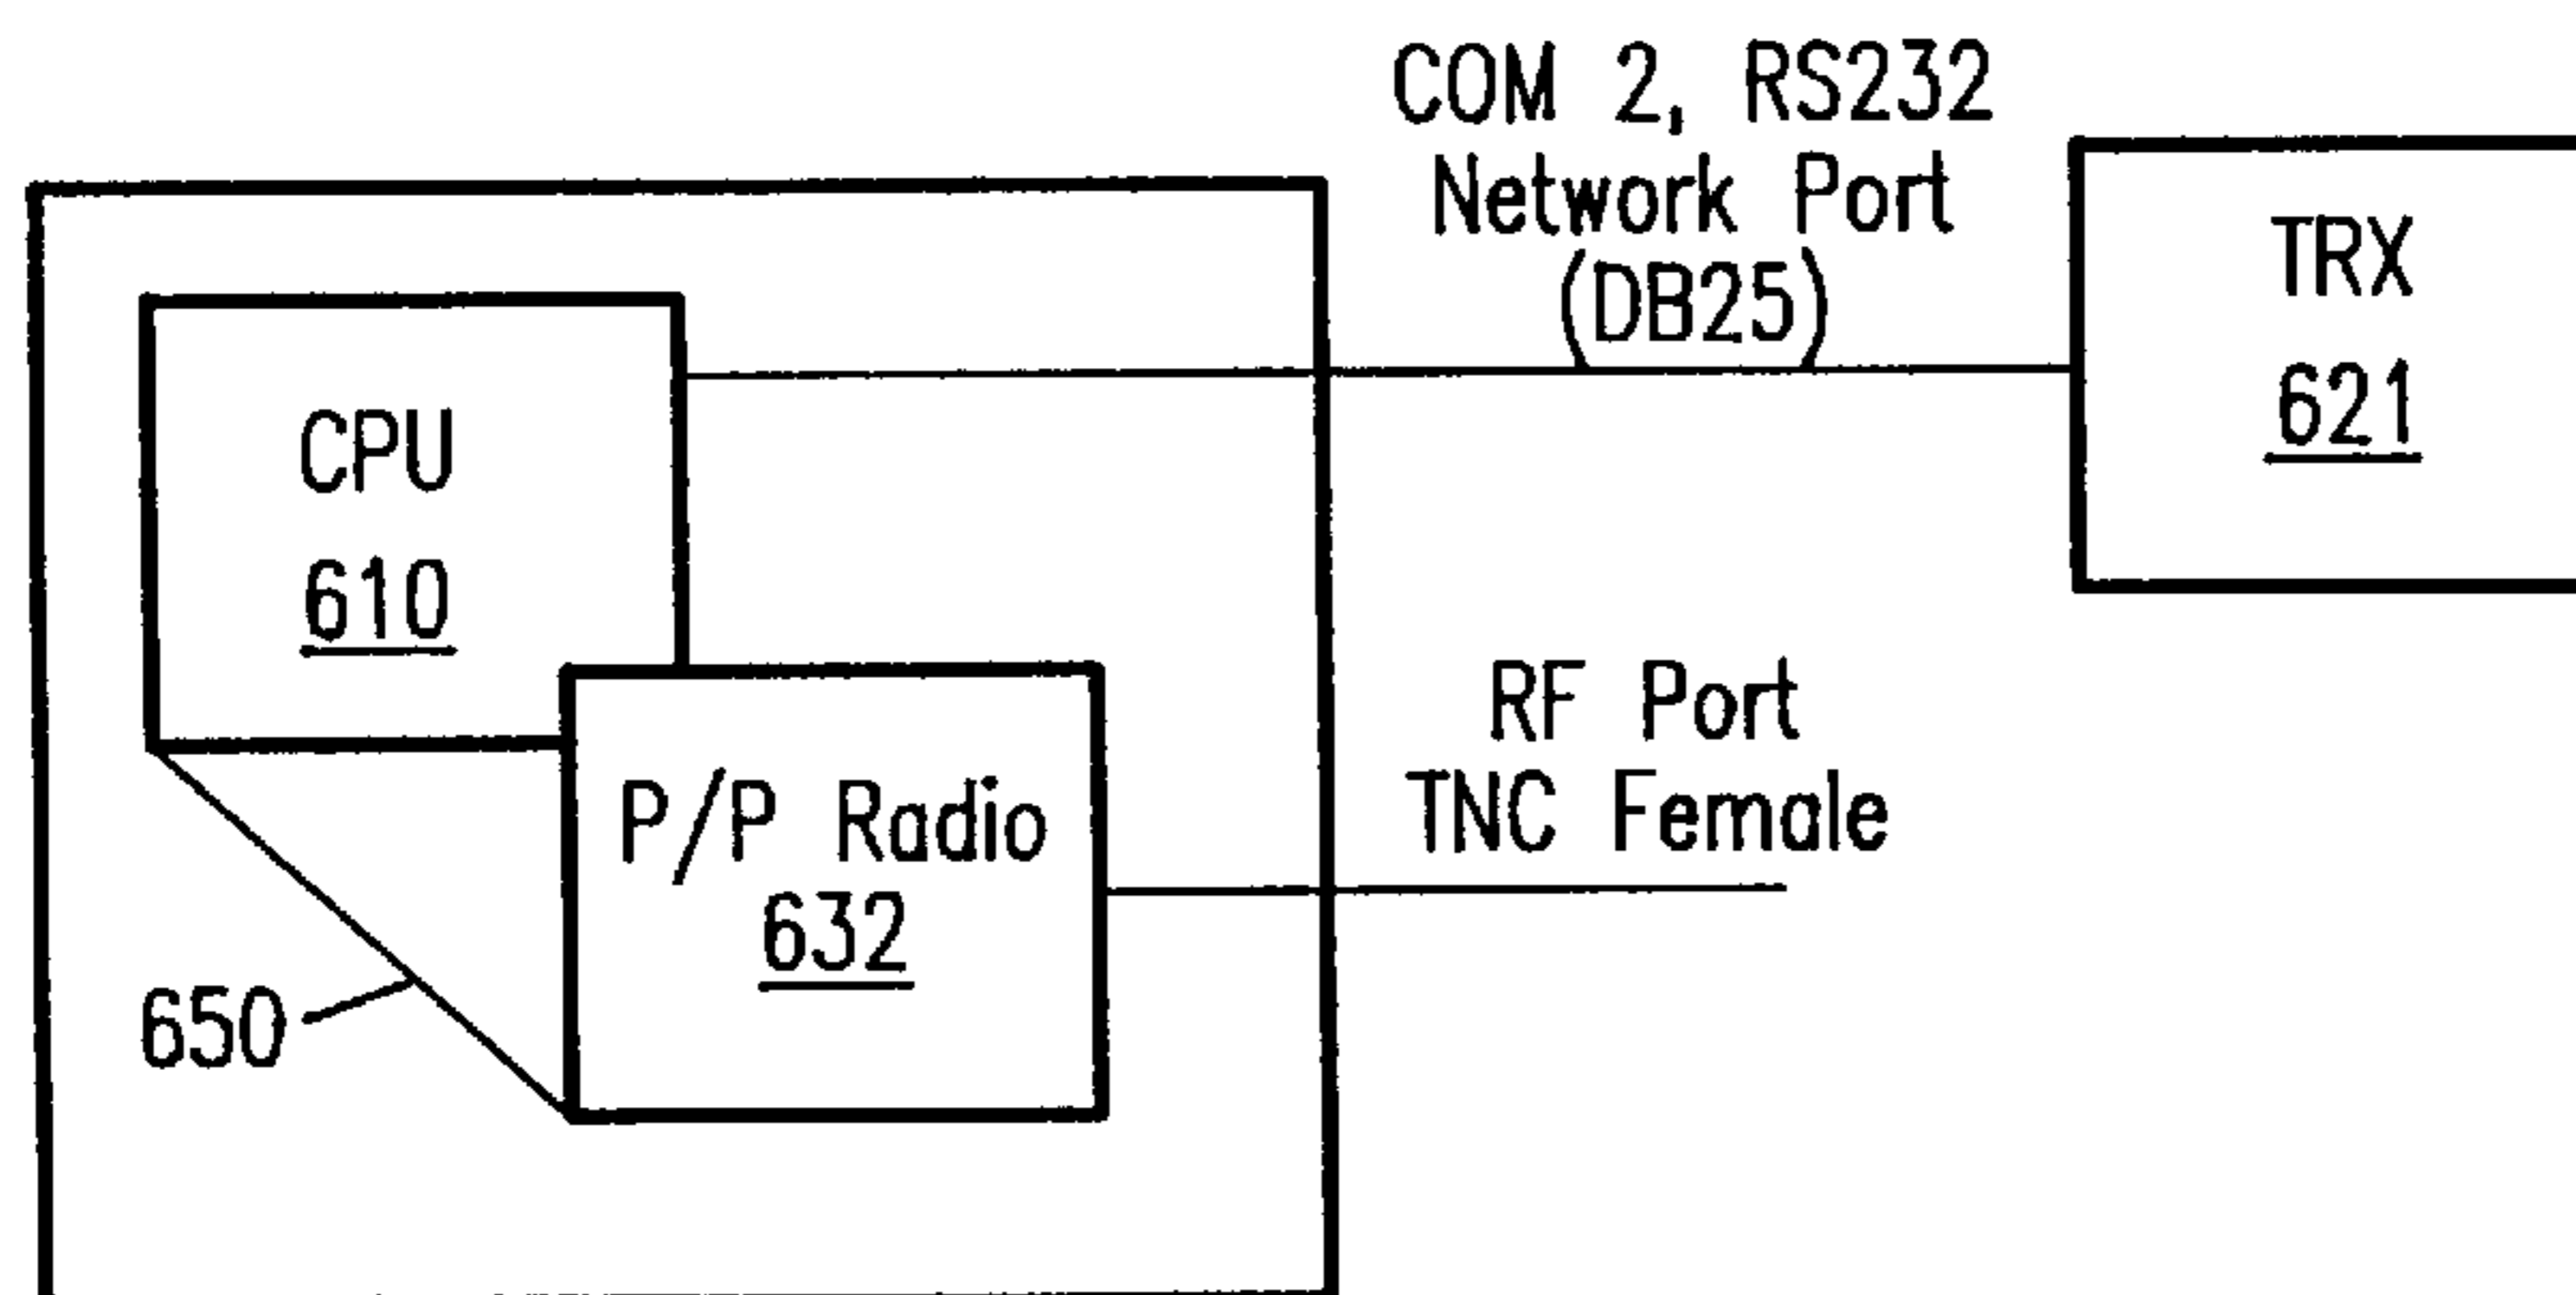 COM 2, RS232
Network Port
(DB25)
TRX
621
CPU
610
RF Port
TNC Female
P/P Radio
632
650